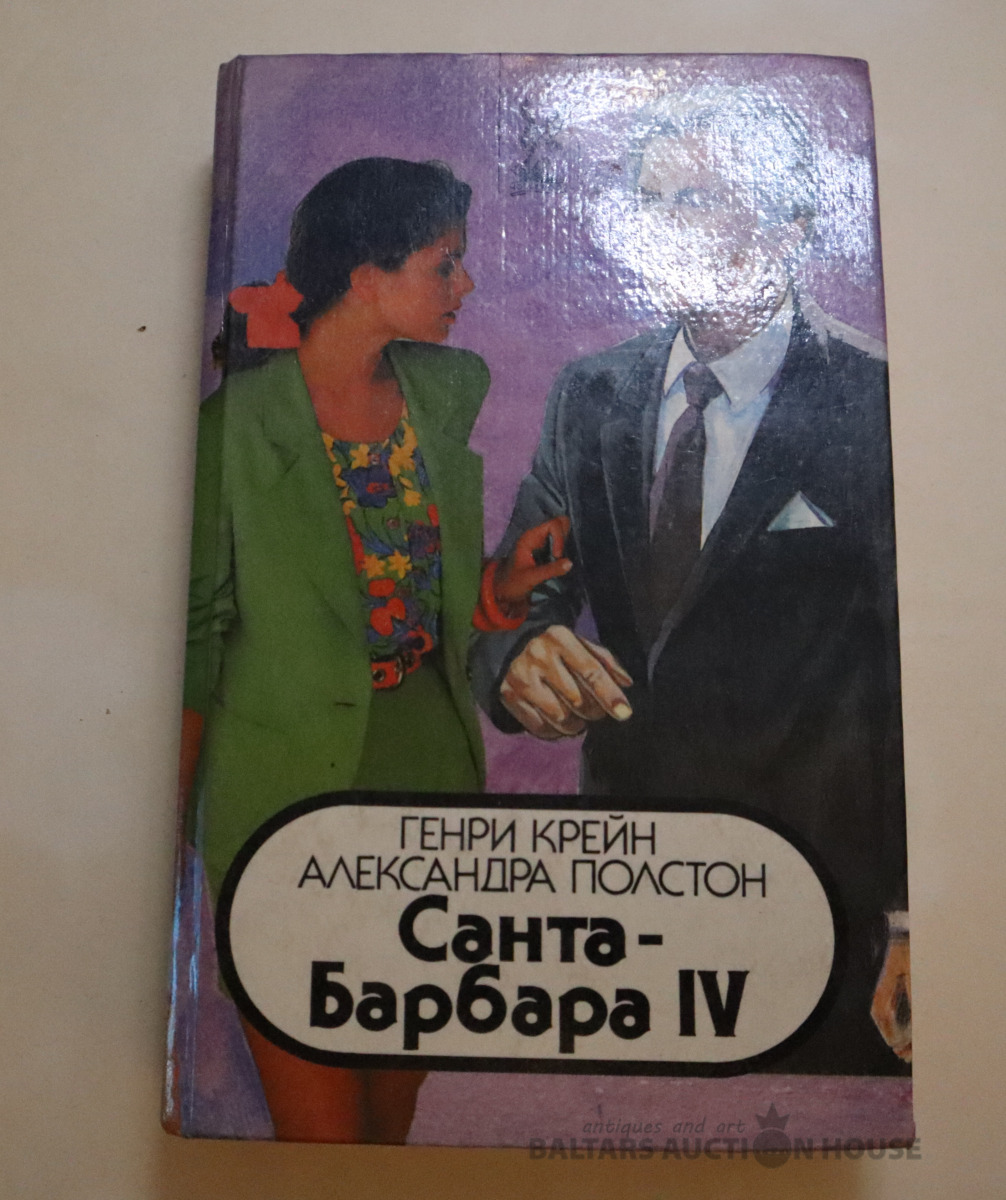 ГЕНРИ КРЕЙН
АЛЕКСАНДРА ПОЛСТОН
Санта-
Барбара IV
antiques and art
BALTARS AUCTION HOUSE